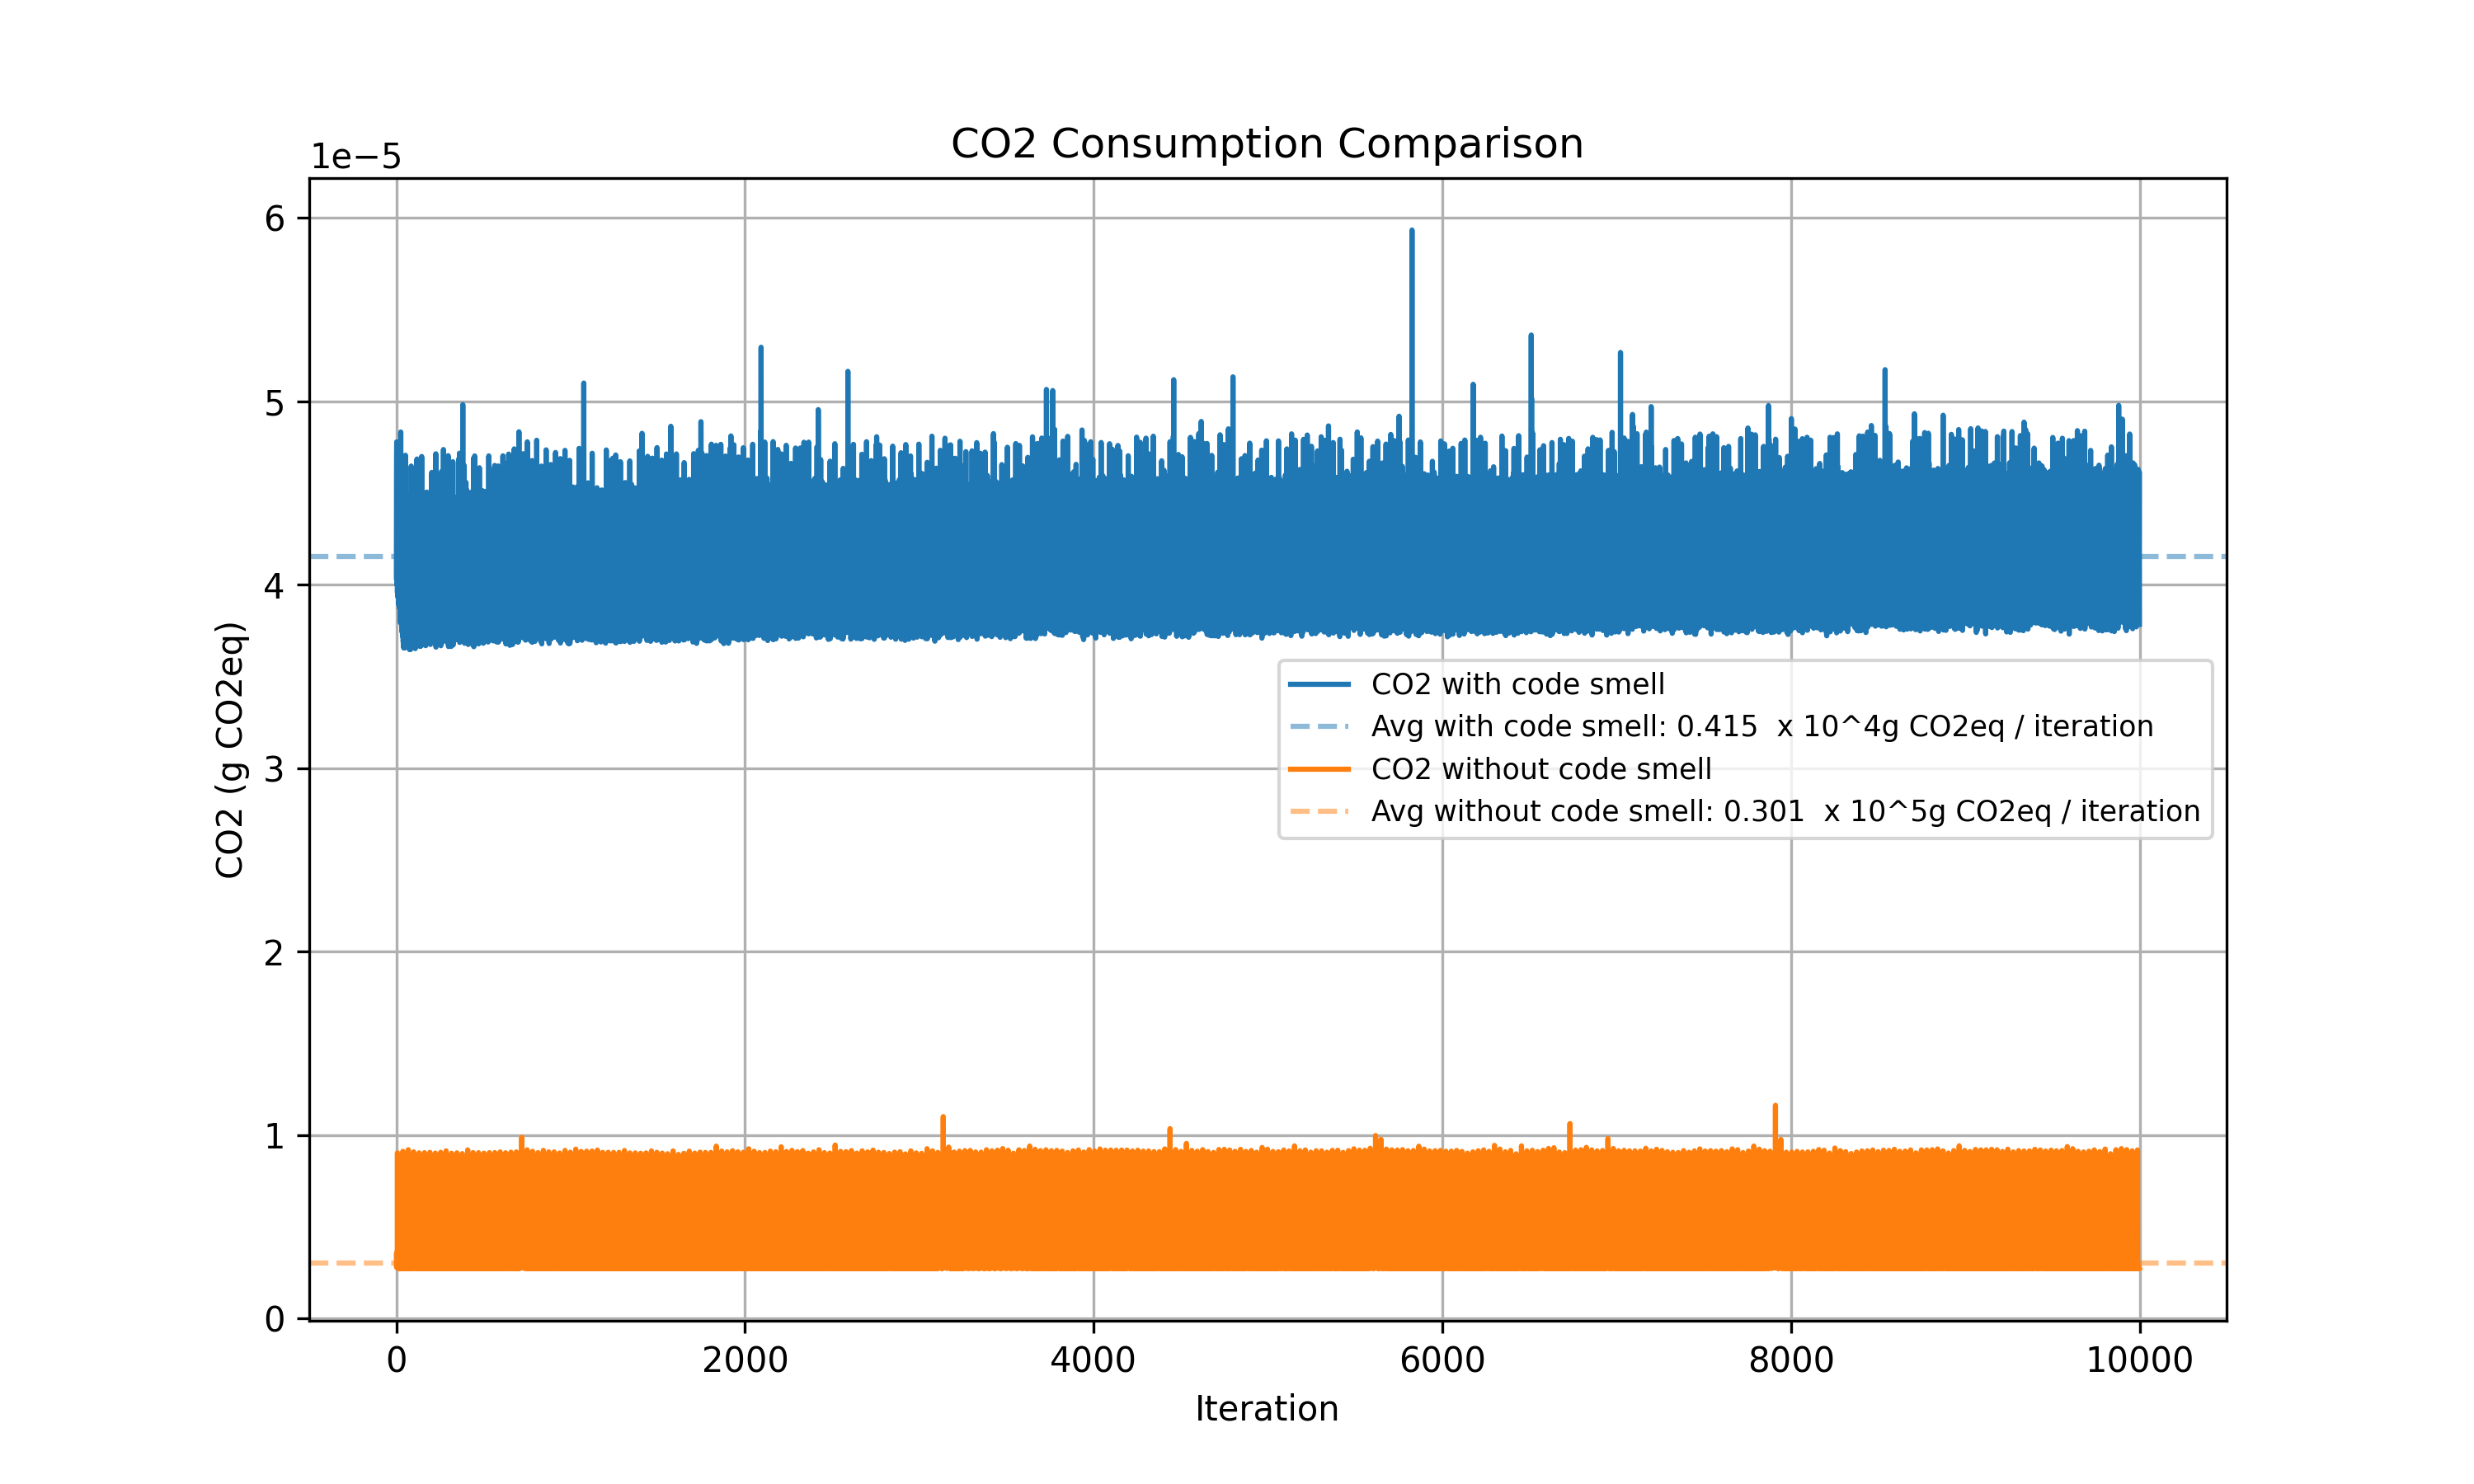 CO2 Consumption Comparison
1e−5
6
5
4
3
2
1
0
CO2 (g CO2eq)
CO2 with code smell
Avg with code smell: 0.415  x 10^4g CO2eq / iteration
CO2 without code smell
Avg without code smell: 0.301  x 10^5g CO2eq / iteration
0 2000 4000 6000 8000 10000
Iteration